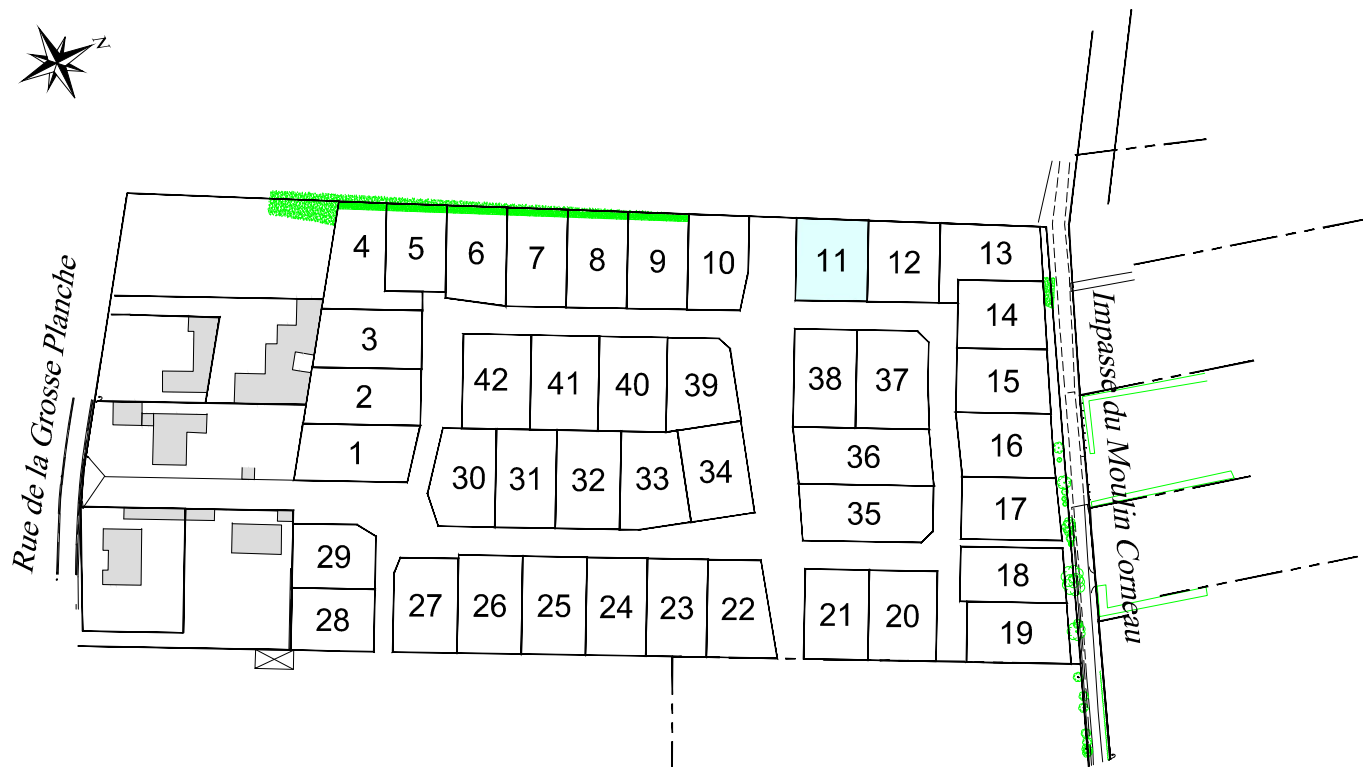 N
4 5 6 7 8 9 10 11 12 13
14
3 42 41 40 39 38 37 15
2
1 30 31 32 33 34 36 16
35 17
29 27 26 25 24 23 22 21 20 18
28 19
Rue de la Grosse Planche
Impasse du Moulin Corneau